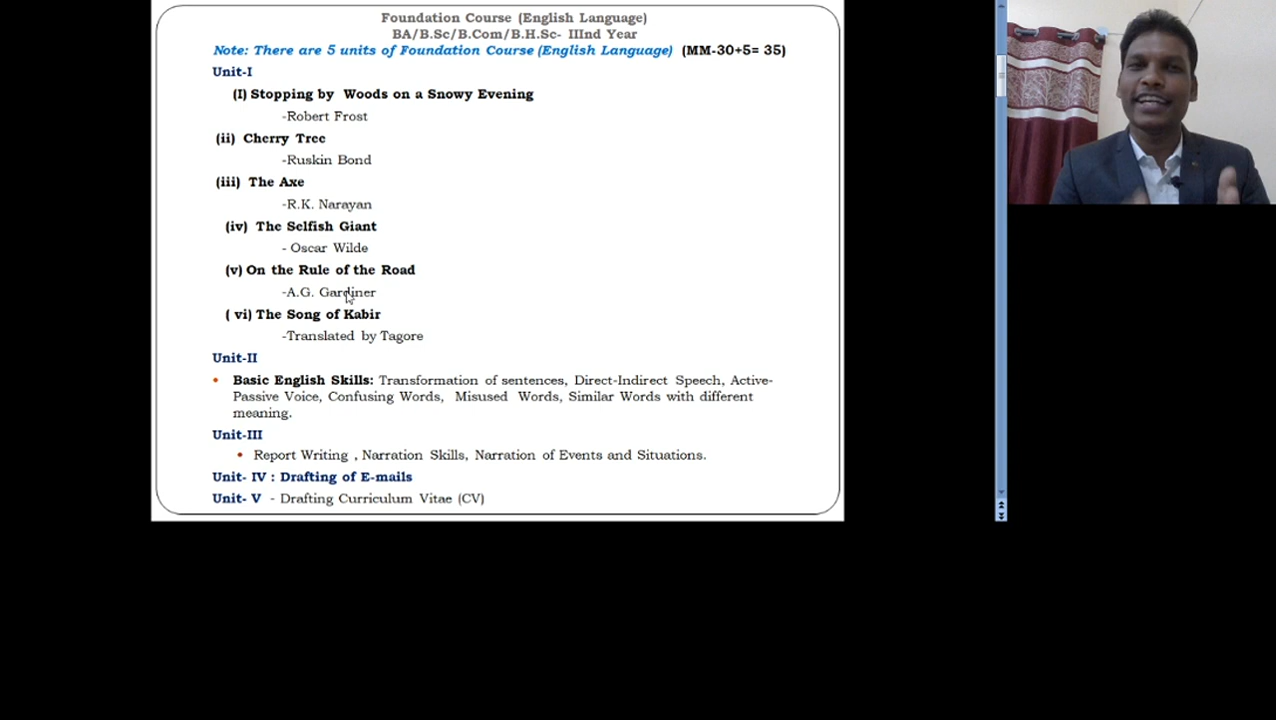 Foundation Course (English Language)
BA/B.Sc/B.Com/B.H.Sc- IIInd Year
Note: There are 5 units of Foundation Course (English Language) (MM-30+5= 35)
Unit-I
(I) Stopping by Woods on a Snowy Evening
-Robert Frost
(ii) Cherry Tree
-Ruskin Bond
(iii) The Axe
-R.K. Narayan
(iv) The Selfish Giant
- Oscar Wilde
(v) On the Rule of the Road
-A.G. Gardiner
( vi) The Song of Kabir
-Translated by Tagore
Unit-II
• Basic English Skills: Transformation of sentences, Direct-Indirect Speech, Active-
Passive Voice, Confusing Words, Misused Words, Similar Words with different
meaning.
Unit-III
• Report Writing , Narration Skills, Narration of Events and Situations.
Unit- IV : Drafting of E-mails
Unit- V - Drafting Curriculum Vitae (CV)